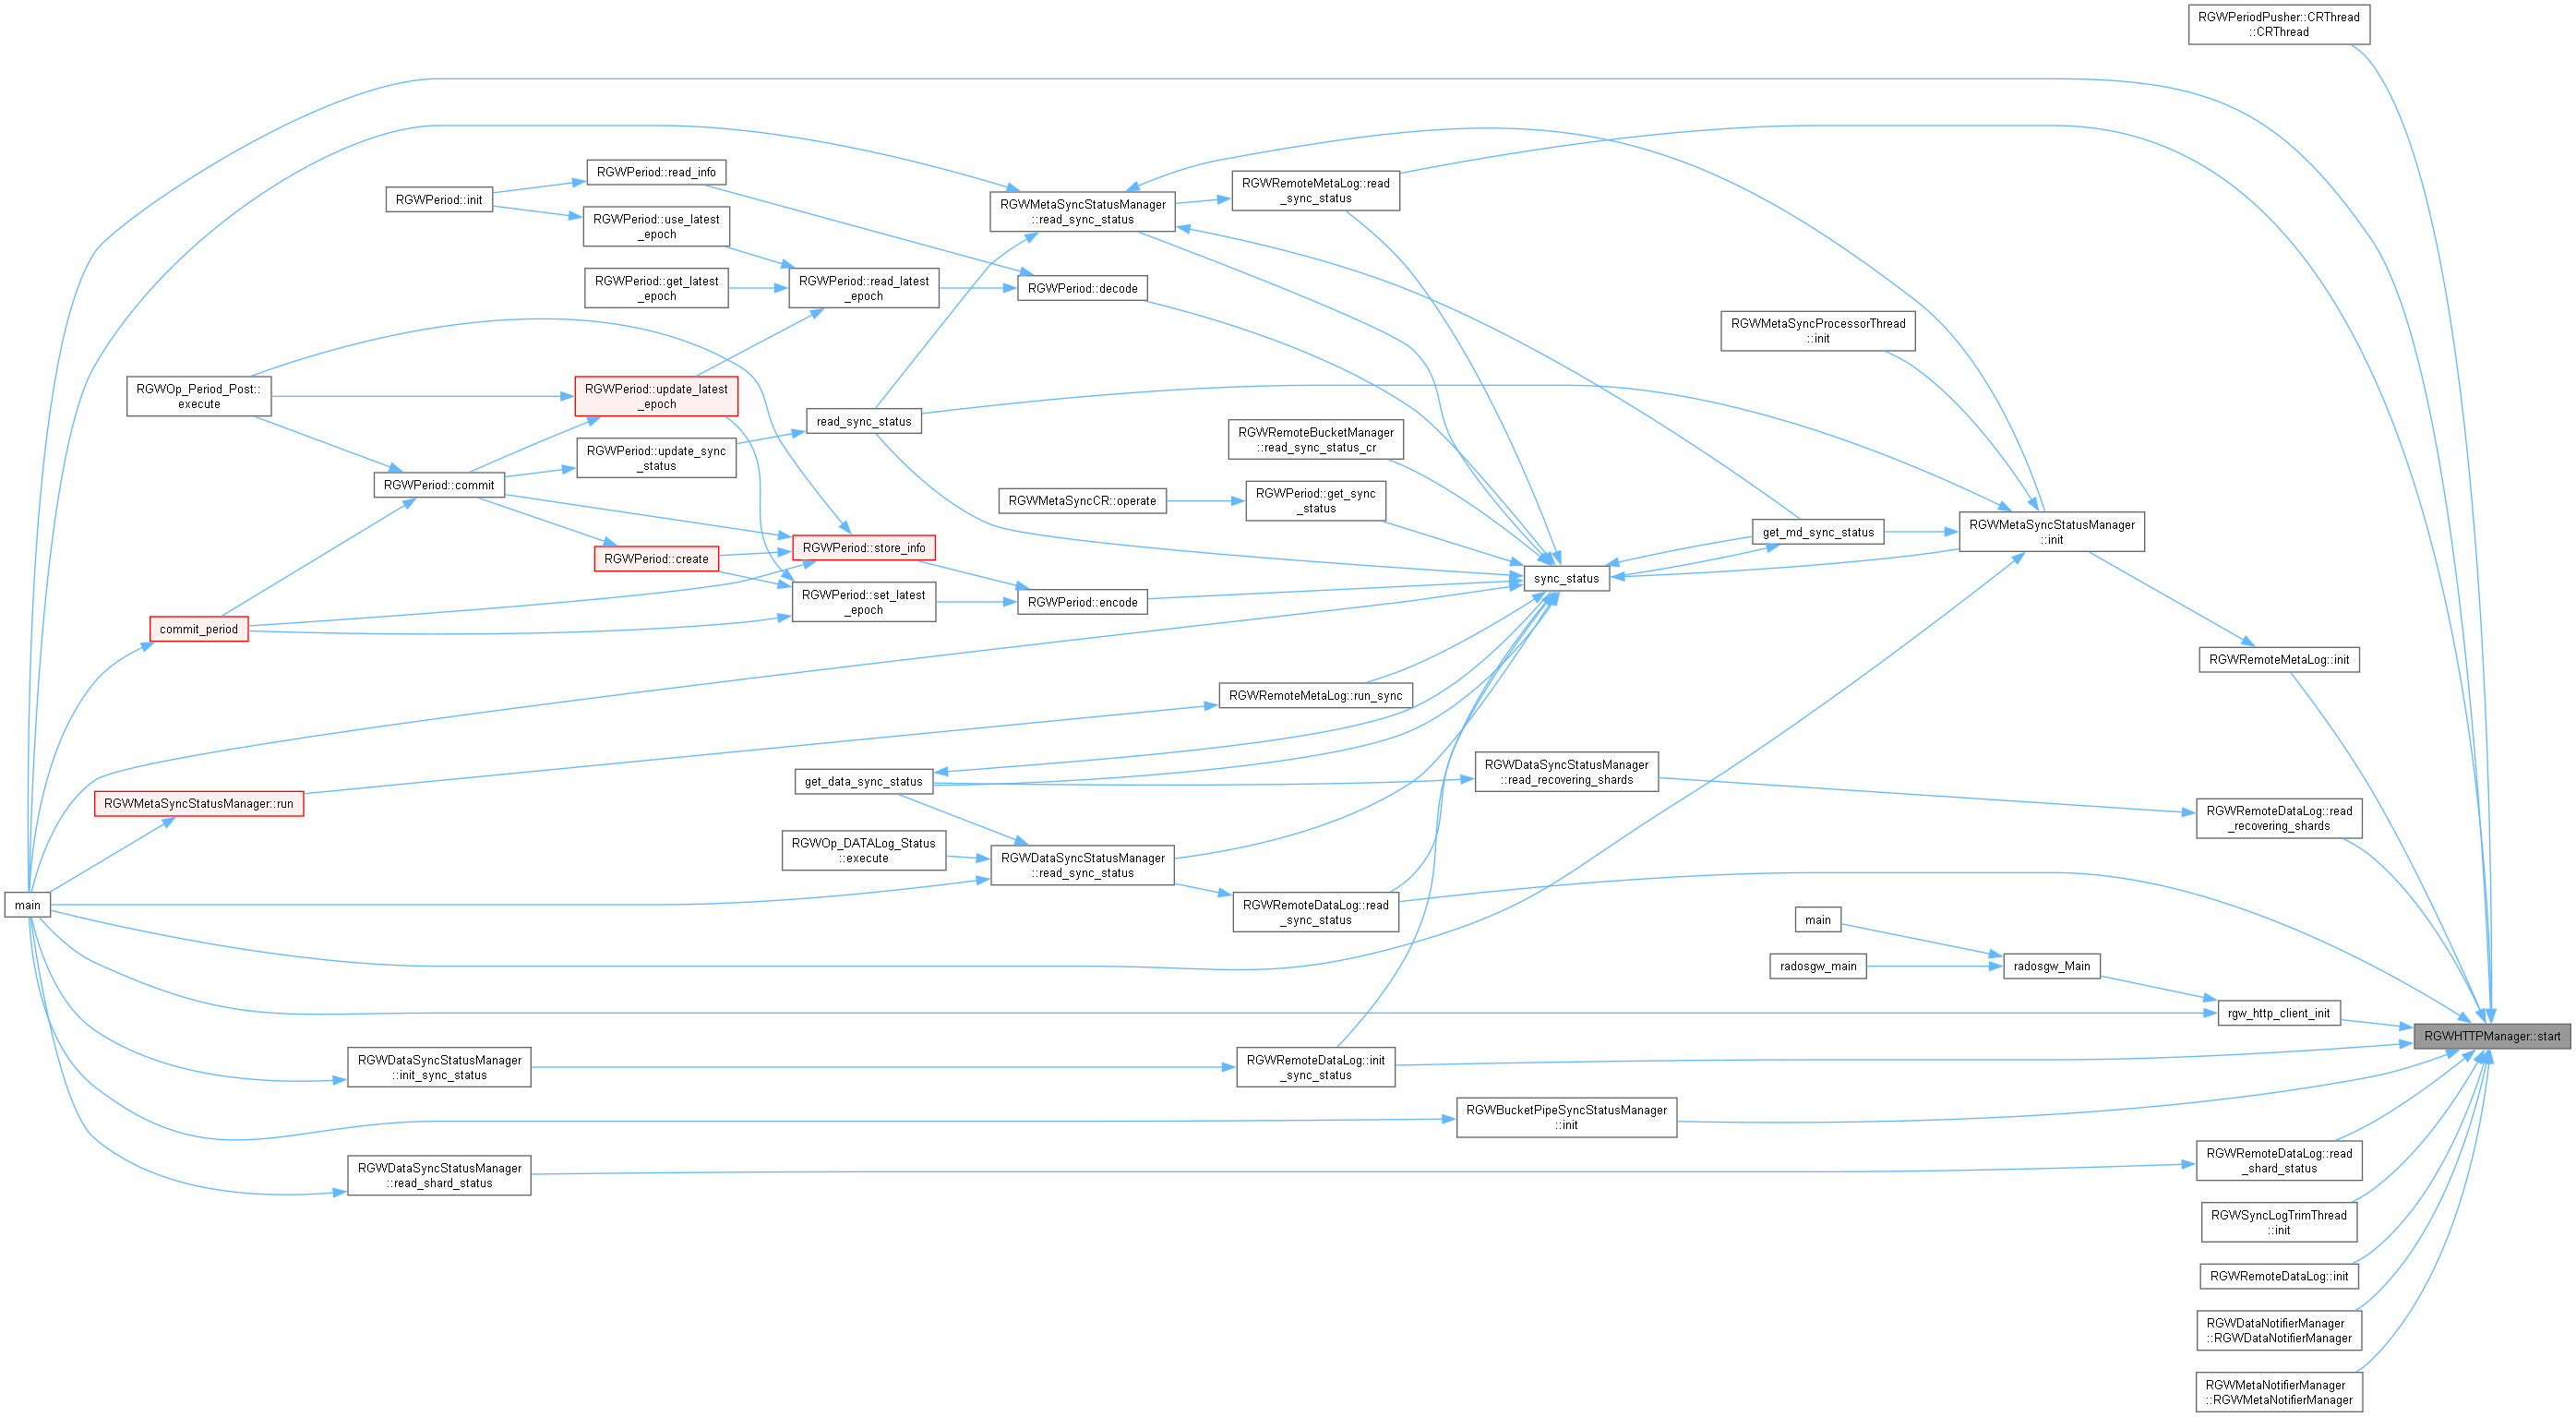 RGWPeriodPusher::CRThread
::CRThread
RGWPeriod::read_info
RGWPeriod::init
RGWPeriod::use_latest
_epoch
RGWPeriod::get_latest
_epoch
RGWPeriod::read_latest
_epoch
RGWMetaSyncStatusManager
::read_sync_status
RGWRemoteMetaLog::read
_sync_status
RGWPeriod::decode
RGWMetaSyncProcessorThread
::init
RGWOp_Period_Post::
execute
RGWPeriod::update_latest
_epoch
read_sync_status
RGWPeriod::update_sync
_status
RGWRemoteBucketManager
::read_sync_status_cr
RGWPeriod::commit
RGWMetaSyncCR::operate
RGWPeriod::get_sync
_status
get_md_sync_status
RGWMetaSyncStatusManager
::init
RGWPeriod::store_info
RGWPeriod::create
sync_status
RGWPeriod::set_latest
_epoch
RGWPeriod::encode
commit_period
RGWRemoteMetaLog::init
RGWRemoteMetaLog::run_sync
RGWDataSyncStatusManager
::read_recovering_shards
get_data_sync_status
RGWMetaSyncStatusManager::run
RGWRemoteDataLog::read
_recovering_shards
RGWOp_DATALog_Status
::execute
RGWDataSyncStatusManager
::read_sync_status
main
RGWRemoteDataLog::read
_sync_status
main
radosgw_main
radosgw_Main
rgw_http_client_init
RGWHTTPManager::start
RGWDataSyncStatusManager
::init_sync_status
RGWRemoteDataLog::init
_sync_status
RGWBucketPipeSyncStatusManager
::init
RGWDataSyncStatusManager
::read_shard_status
RGWRemoteDataLog::read
_shard_status
RGWSyncLogTrimThread
::init
RGWRemoteDataLog::init
RGWDataNotifierManager
::RGWDataNotifierManager
RGWMetaNotifierManager
::RGWMetaNotifierManager